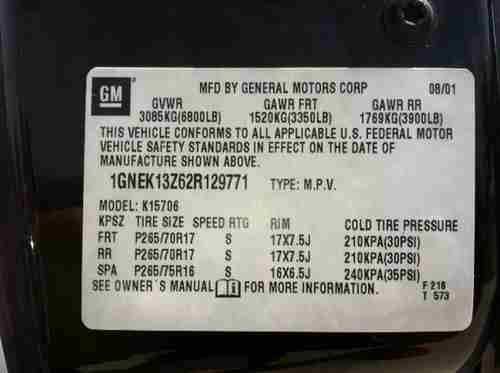 GM
MFD BY GENERAL MOTORS CORP 08/01
GVWR GAWR FRT GAWR RR
3085KG(6800LB) 1520KG(3350LB) 1769KG(3900LB)
THIS VEHICLE CONFORMS TO ALL APPLICABLE U.S. FEDERAL MOTOR
VEHICLE SAFETY STANDARDS IN EFFECT ON THE DATE OF
MANUFACTURE SHOWN ABOVE.
1GNEK13Z62R129771 TYPE: M.P.V.
MODEL: K15706
KPSZ TIRE SIZE SPEED RTG RIM COLD TIRE PRESSURE
FRT P265/70R17 S 17X7.5J 210KPA(30PSI)
RR P265/70R17 S 17X7.5J 210KPA(30PSI)
SPA P265/75R16 S 16X6.5J 240KPA(35PSI)
SEE OWNER'S MANUAL FOR MORE INFORMATION. F 216
T 573